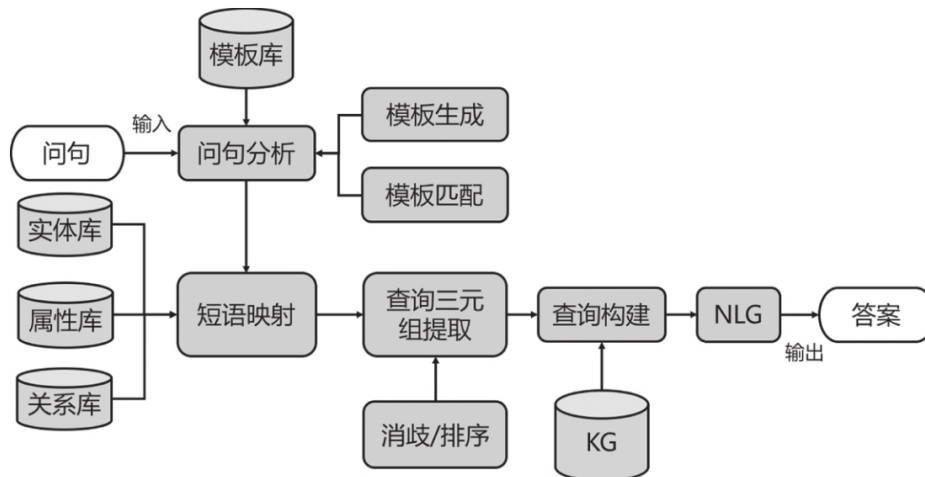 模板库
输入
模板生成
问句
问句分析
模板匹配
实体库
属性库
短语映射
查询三元
组提取
查询构建
NLG
答案
输出
关系库
消歧/排序
KG